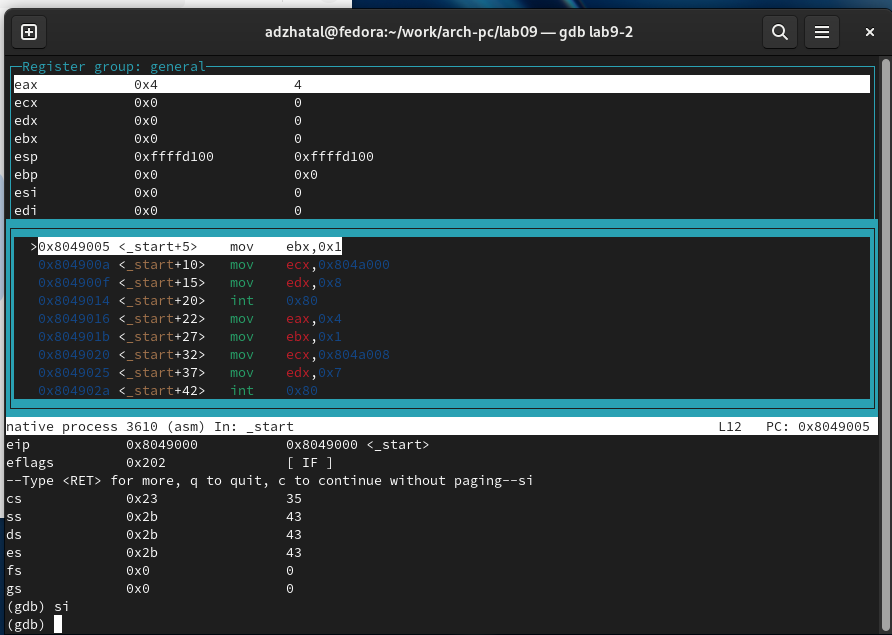 adzhatal@fedora:~/work/arch-pc/lab09 — gdb lab9-2
Register group: general
eax 0x4 4
ecx 0x0 0
edx 0x0 0
ebx 0x0 0
esp 0xffffd100 0xffffd100
ebp 0x0 0x0
esi 0x0 0
edi 0x0 0
>0x8049005 <_start+5> mov ebx,0x1
0x804900a <_start+10> mov ecx,0x804a000
0x804900f <_start+15> mov edx,0x8
0x8049014 <_start+20> int 0x80
0x8049016 <_start+22> mov eax,0x4
0x804901b <_start+27> mov ebx,0x1
0x8049020 <_start+32> mov ecx,0x804a008
0x8049025 <_start+37> mov edx,0x7
0x804902a <_start+42> int 0x80
native process 3610 (asm) In: _start L12 PC: 0x8049005
eip 0x8049000 0x8049000 <_start>
eflags 0x202 [ IF ]
--Type <RET> for more, q to quit, c to continue without paging--si
cs 0x23 35
ss 0x2b 43
ds 0x2b 43
es 0x2b 43
fs 0x0 0
gs 0x0 0
(gdb) si
(gdb)